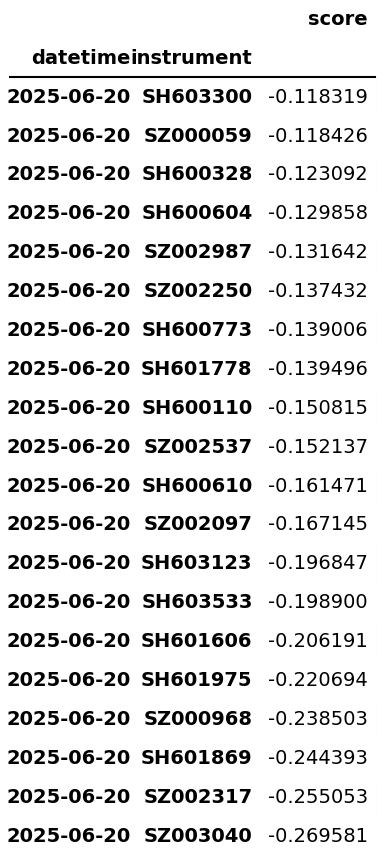 score
datetime instrument
2025-06-20 SH603300 -0.118319
2025-06-20 SZ000059 -0.118426
2025-06-20 SH600328 -0.123092
2025-06-20 SH600604 -0.129858
2025-06-20 SZ002987 -0.131642
2025-06-20 SZ002250 -0.137432
2025-06-20 SH600773 -0.139006
2025-06-20 SH601778 -0.139496
2025-06-20 SH600110 -0.150815
2025-06-20 SZ002537 -0.152137
2025-06-20 SH600610 -0.161471
2025-06-20 SZ002097 -0.167145
2025-06-20 SH603123 -0.196847
2025-06-20 SH603533 -0.198900
2025-06-20 SH601606 -0.206191
2025-06-20 SH601975 -0.220694
2025-06-20 SZ000968 -0.238503
2025-06-20 SH601869 -0.244393
2025-06-20 SZ002317 -0.255053
2025-06-20 SZ003040 -0.269581